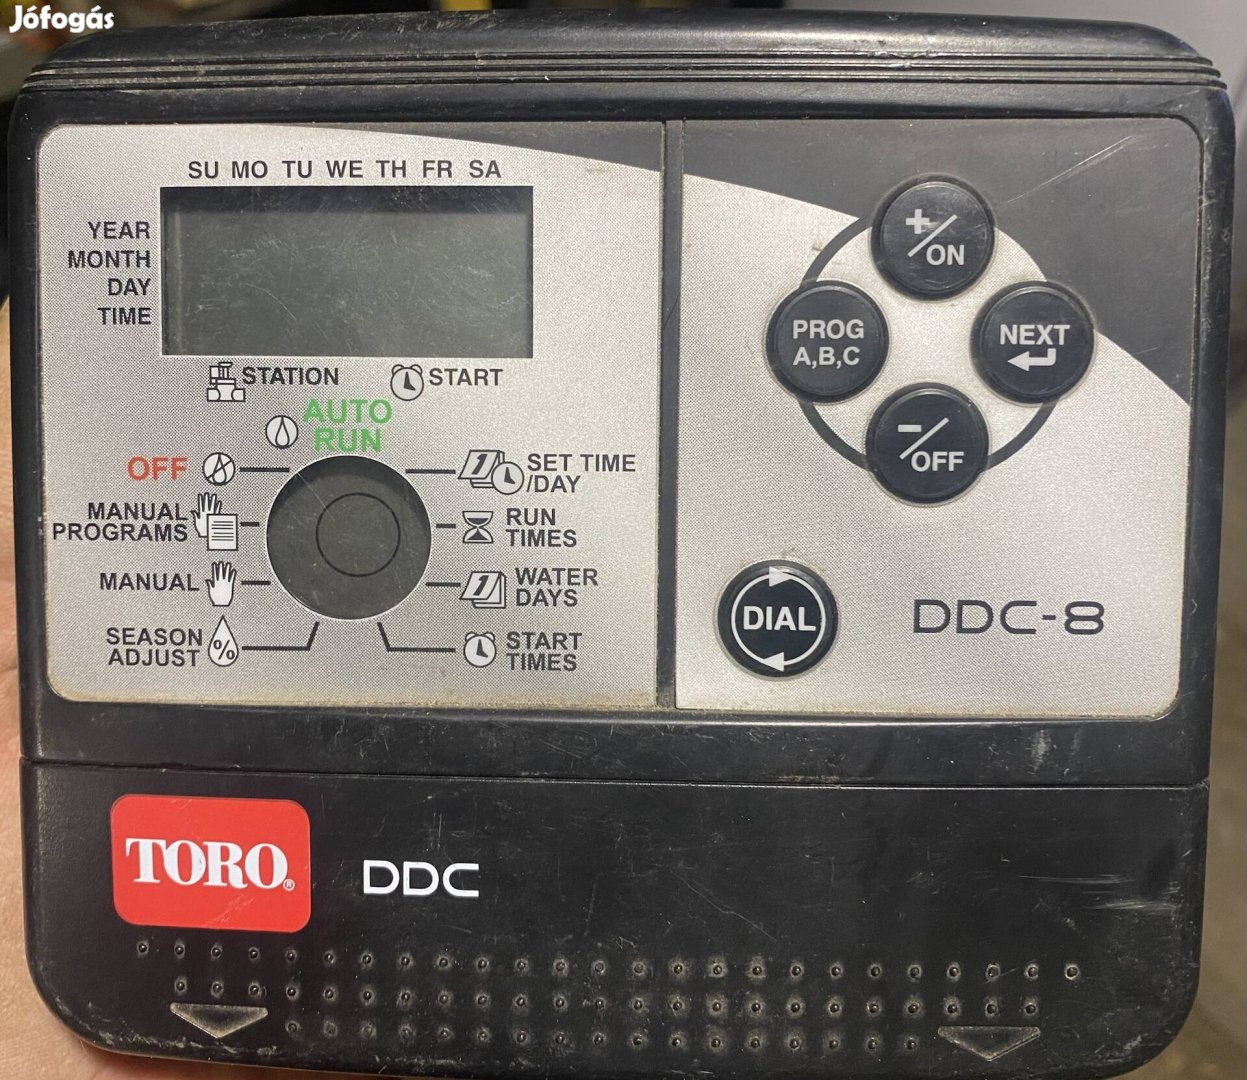 Jófogás
SU MO TU WE TH FR SA
YEAR
MONTH
DAY
TIME
STATION
START
AUTO
RUN
OFF
MANUAL
PROGRAMS
MANUAL
SEASON
ADJUST
%
1
SET TIME
/DAY
RUN
TIMES
1
WATER
DAYS
START
TIMES
+/ON
PROG
A,B,C
NEXT
-/OFF
DIAL
DDC-8
TORO®
DDC